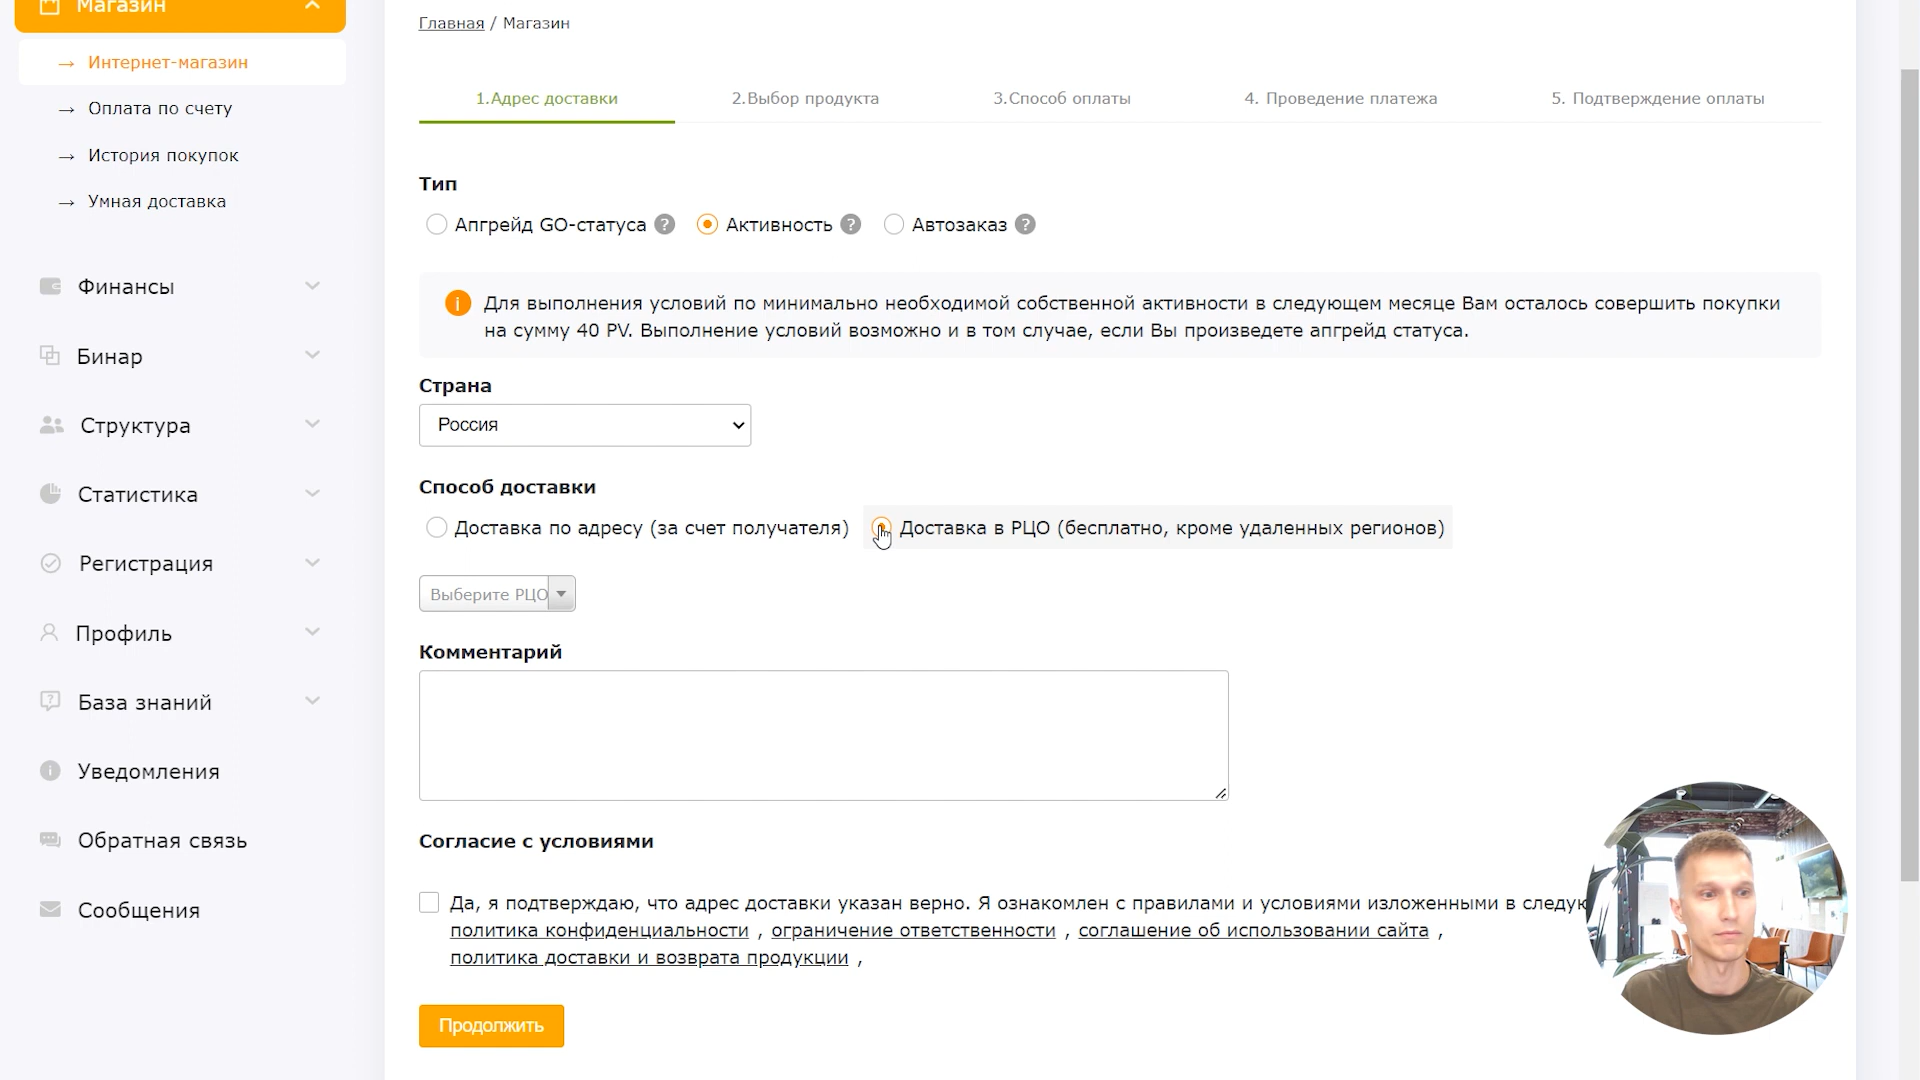 Магазин
Интернет-магазин
Оплата по счету
История покупок
Умная доставка
Финансы
Бинар
Структура
Статистика
Регистрация
Профиль
База знаний
Уведомления
Обратная связь
Сообщения
Главная / Магазин
1.Адрес доставки 2.Выбор продукта 3.Способ оплаты 4. Проведение платежа 5. Подтверждение оплаты
Тип
Апгрейд GO-статуса ? Активность ? Автозаказ ?
Для выполнения условий по минимально необходимой собственной активности в следующем месяце Вам осталось совершить покупки
на сумму 40 PV. Выполнение условий возможно и в том случае, если Вы произведете апгрейд статуса.
Страна
Россия
Способ доставки
Доставка по адресу (за счет получателя) Доставка в РЦО (бесплатно, кроме удаленных регионов)
Выберите РЦО
Комментарий
Согласие с условиями
Да, я подтверждаю, что адрес доставки указан верно. Я ознакомлен с правилами и условиями изложенными в
политика конфиденциальности , ограничение ответственности , соглашение об использовании сайта ,
политика доставки и возврата продукции ,
Продолжить